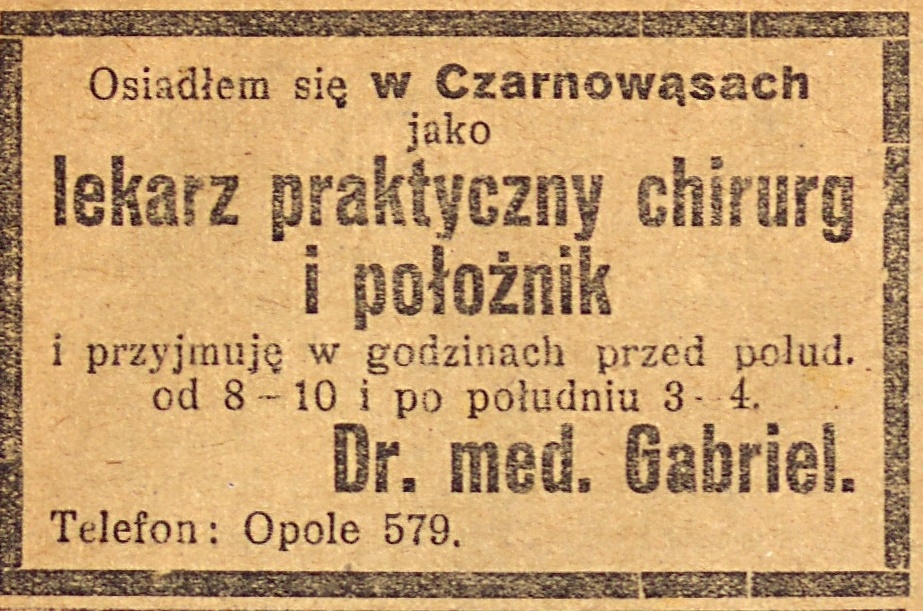 Osiadłem się w Czarnowąsach
jako
lekarz praktyczny chirurg
i położnik
i przyjmuję w godzinach przed połud.
od 8-10 i po południu 3-4.
Dr. med. Gabriel.
Telefon: Opole 579.